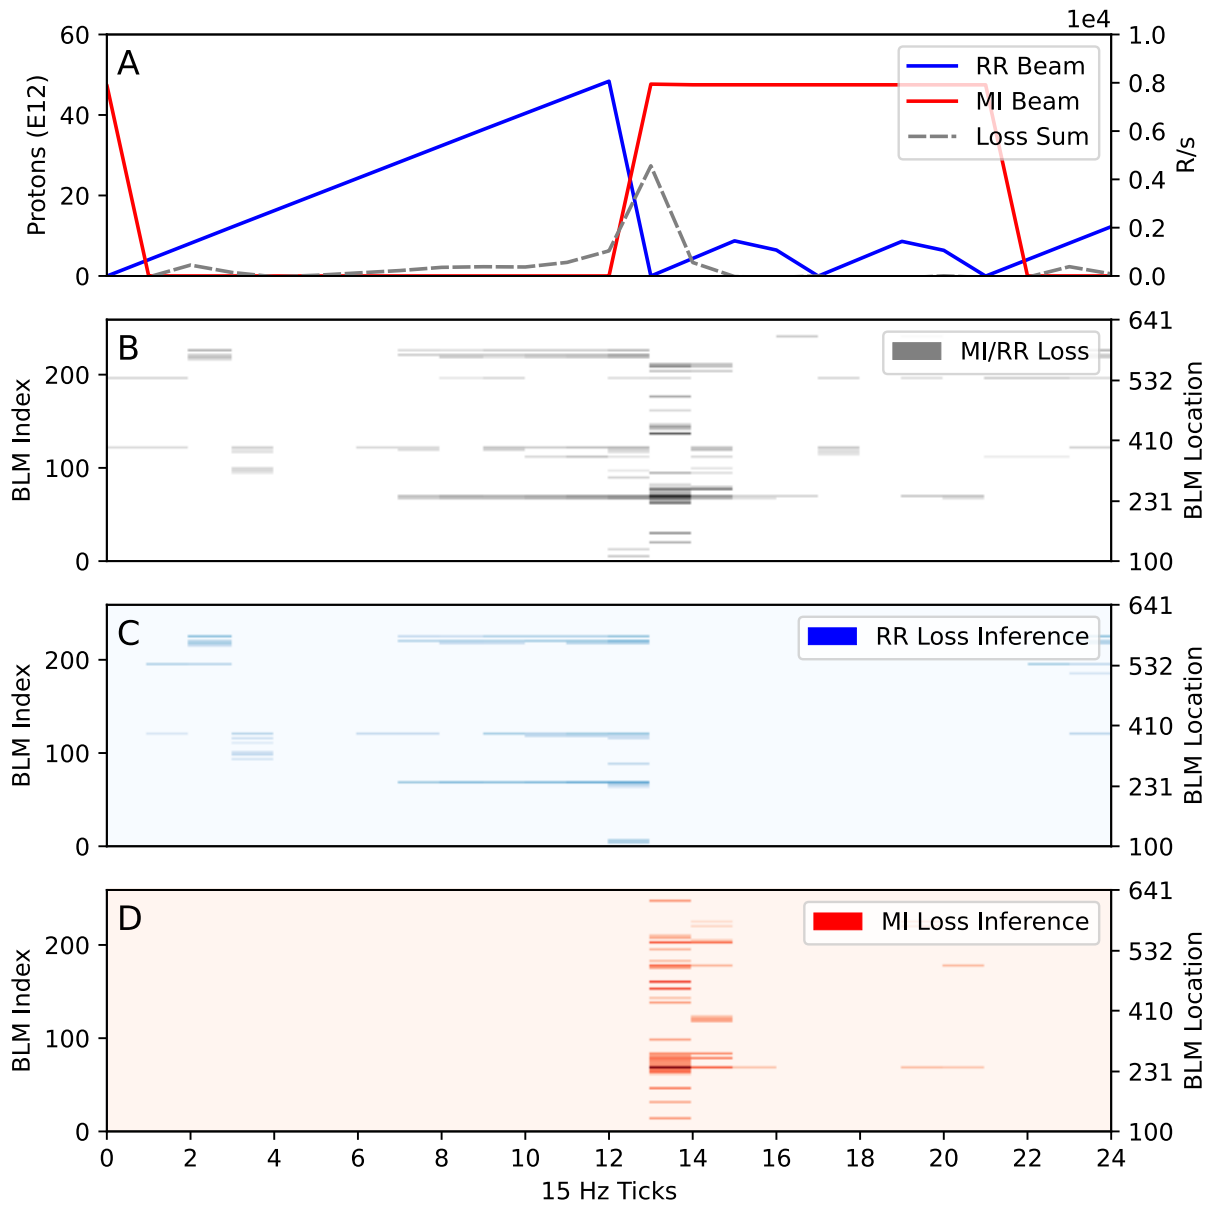 1e4
A
60
40
20
0
Protons (E12)
RR Beam
MI Beam
Loss Sum
1.0
0.8
0.6
0.4
0.2
0.0
R/s
B
200
100
0
BLM Index
MI/RR Loss
641
532
410
231
100
BLM Location
C
200
100
0
BLM Index
RR Loss Inference
641
532
410
231
100
BLM Location
D
200
100
0
BLM Index
MI Loss Inference
641
532
410
231
100
BLM Location
0 2 4 6 8 10 12 14 16 18 20 22 24
15 Hz Ticks